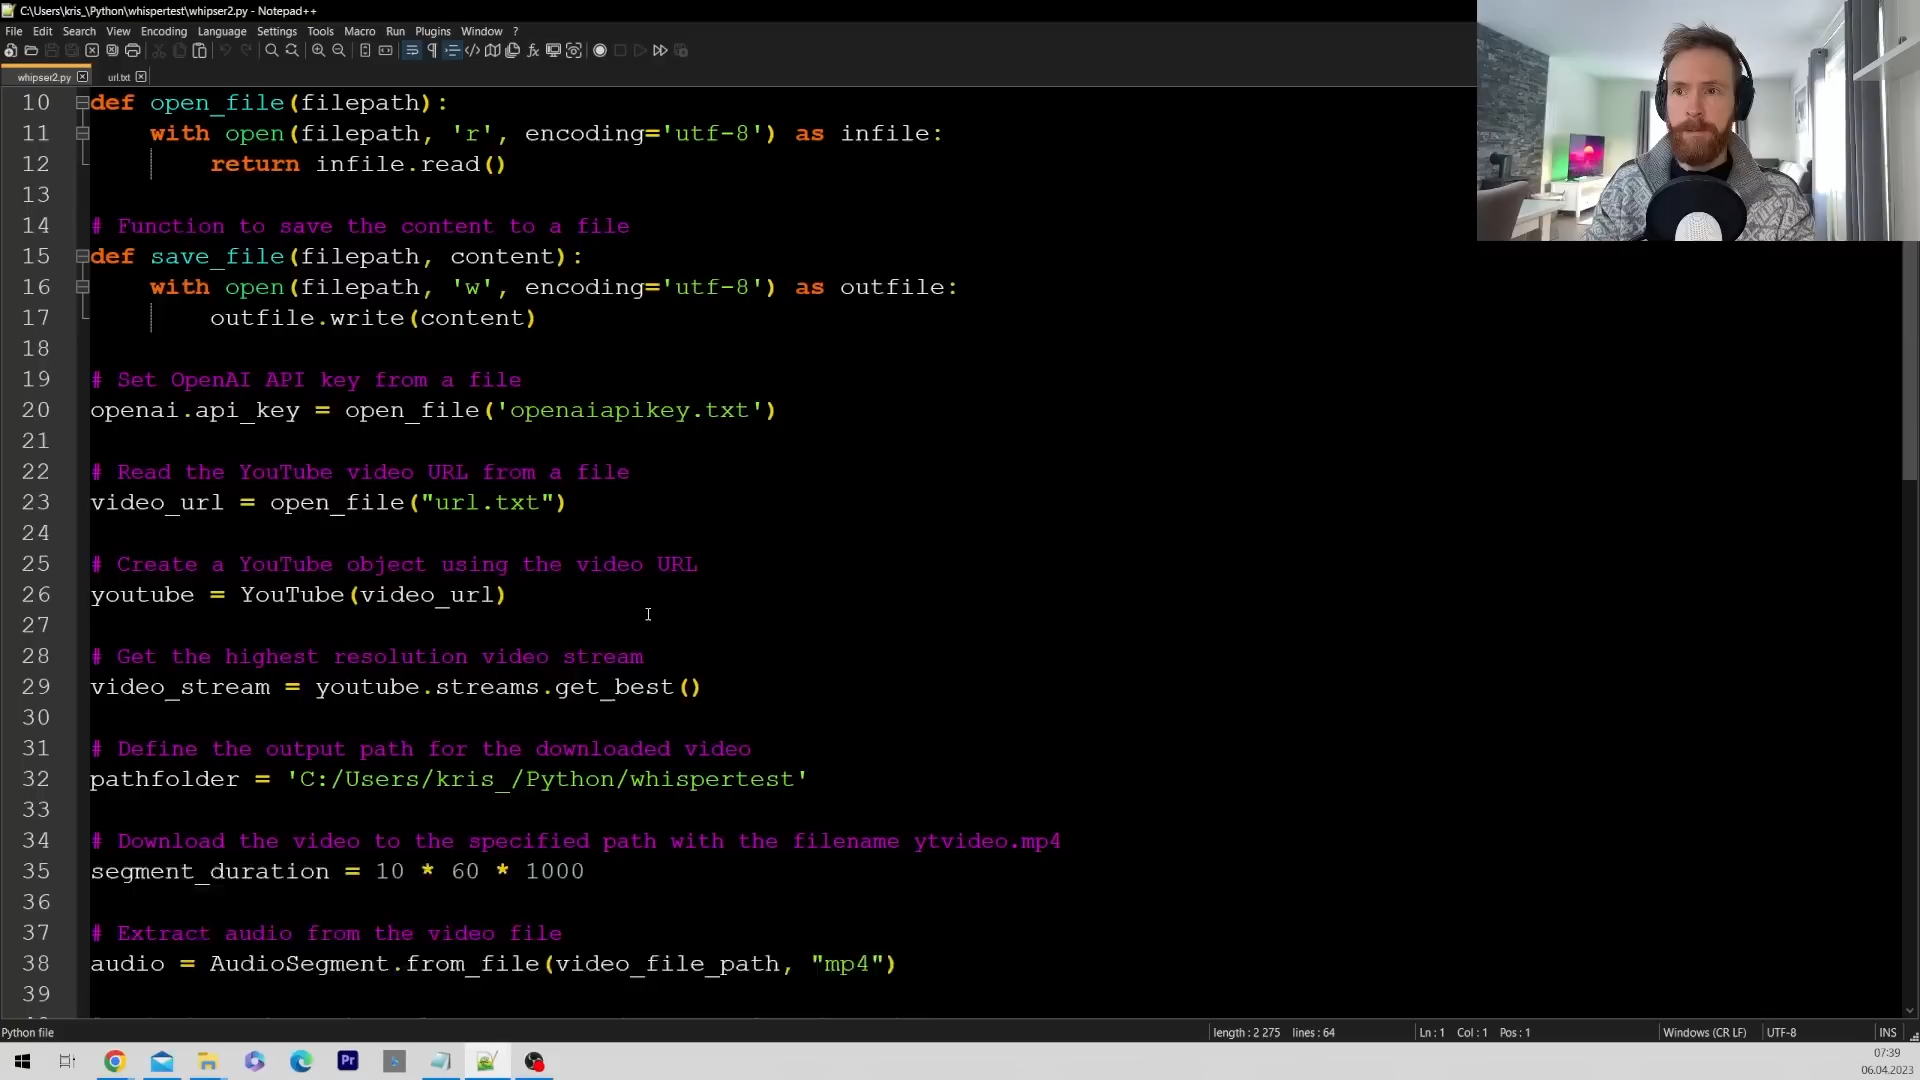 C:\Users\kris_\Python\whispertest\whipser2.py - Notepad++
File Edit Search View Encoding Language Settings Tools Macro Run Plugins Window ?
whipser2.py url.txt
10 def open_file(filepath):
11 with open(filepath, 'r', encoding='utf-8') as infile:
12 return infile.read()
13
14 # Function to save the content to a file
15 def save_file(filepath, content):
16 with open(filepath, 'w', encoding='utf-8') as outfile:
17 outfile.write(content)
18
19 # Set OpenAI API key from a file
20 openai.api_key = open_file('openaiapikey.txt')
21
22 # Read the YouTube video URL from a file
23 video_url = open_file("url.txt")
24
25 # Create a YouTube object using the video URL
26 youtube = YouTube(video_url)
27
28 # Get the highest resolution video stream
29 video_stream = youtube.streams.get_best()
30
31 # Define the output path for the downloaded video
32 pathfolder = 'C:/Users/kris_/Python/whispertest'
33
34 # Download the video to the specified path with the filename ytvideo.mp4
35 segment_duration = 10 * 60 * 1000
36
37 # Extract audio from the video file
38 audio = AudioSegment.from_file(video_file_path, "mp4")
39
Python file length : 2 275 lines : 64 Ln : 1 Col : 1 Pos : 1 Windows (CR LF) UTF-8 INS
Pr
07:39
06.04.2023